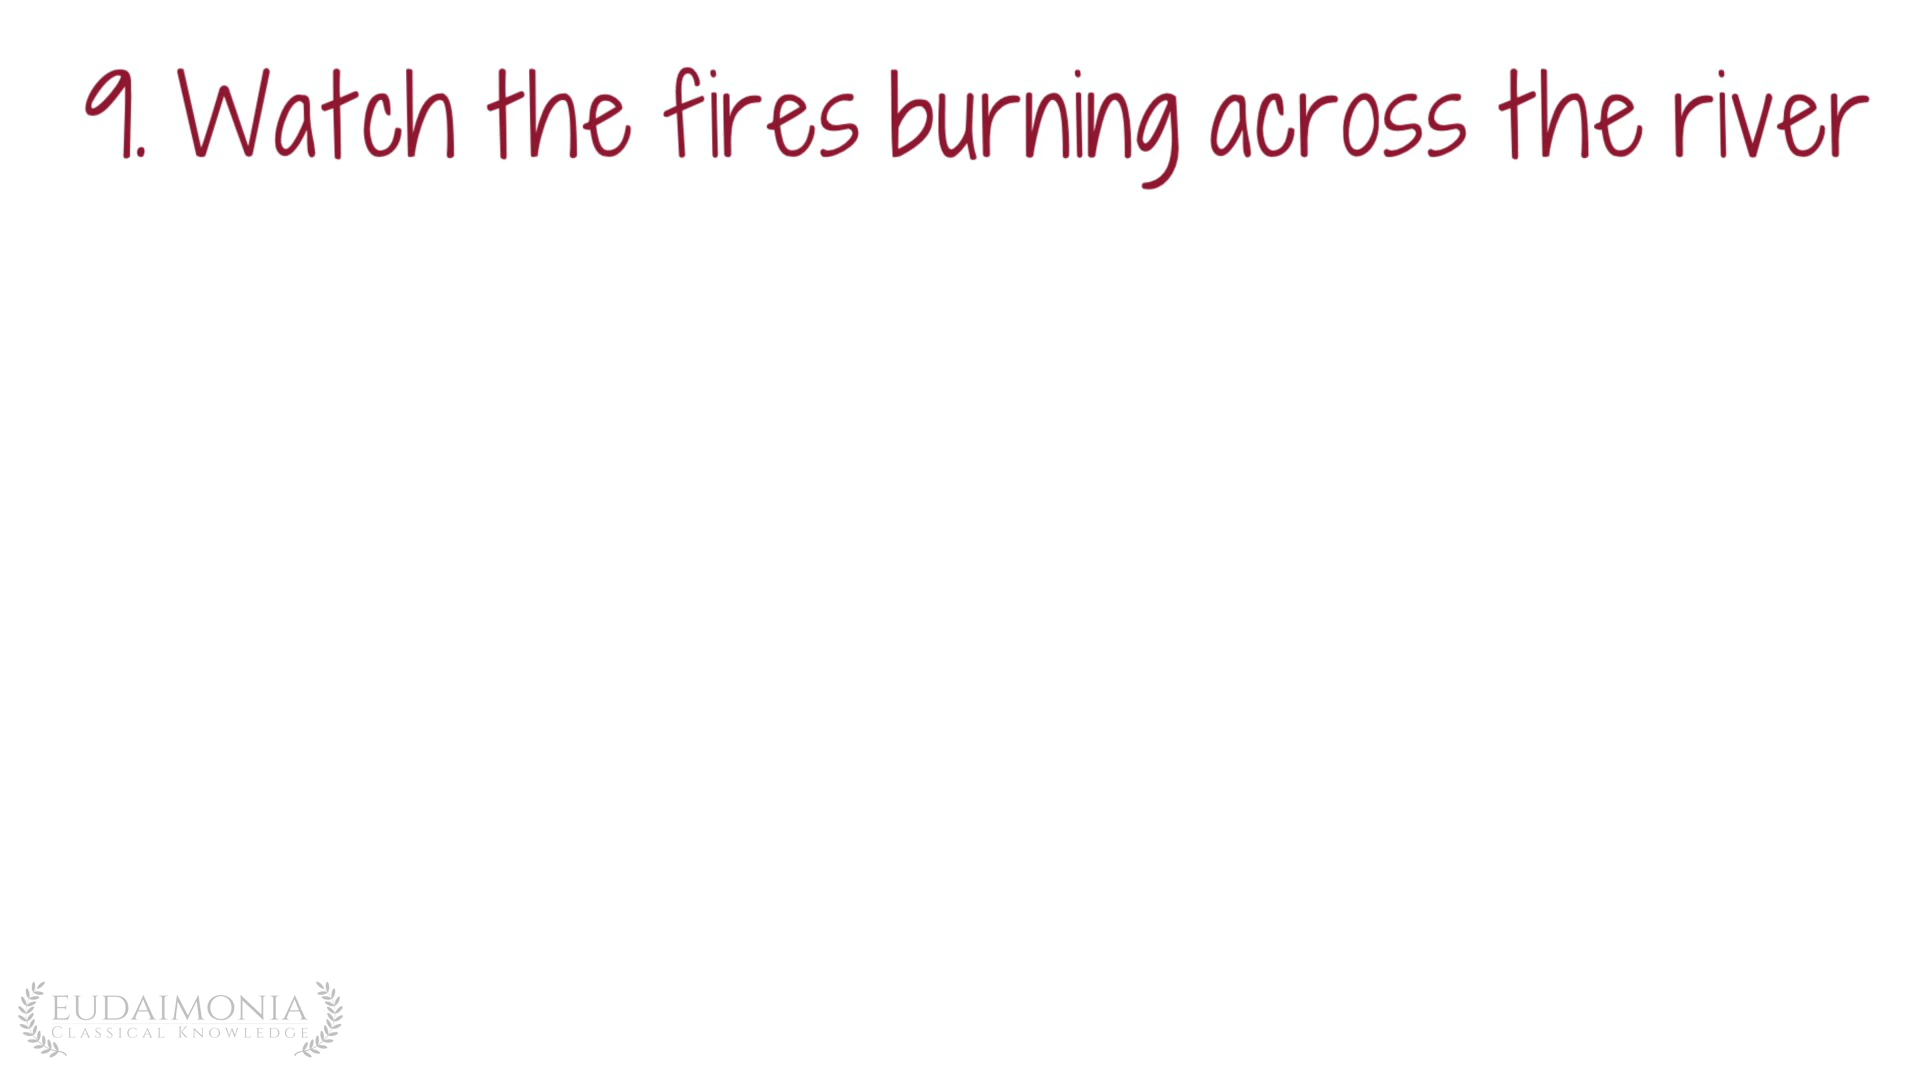 9. Watch the fires burning across the river
EUDAIMONIA
CLASSICAL KNOWLEDGE